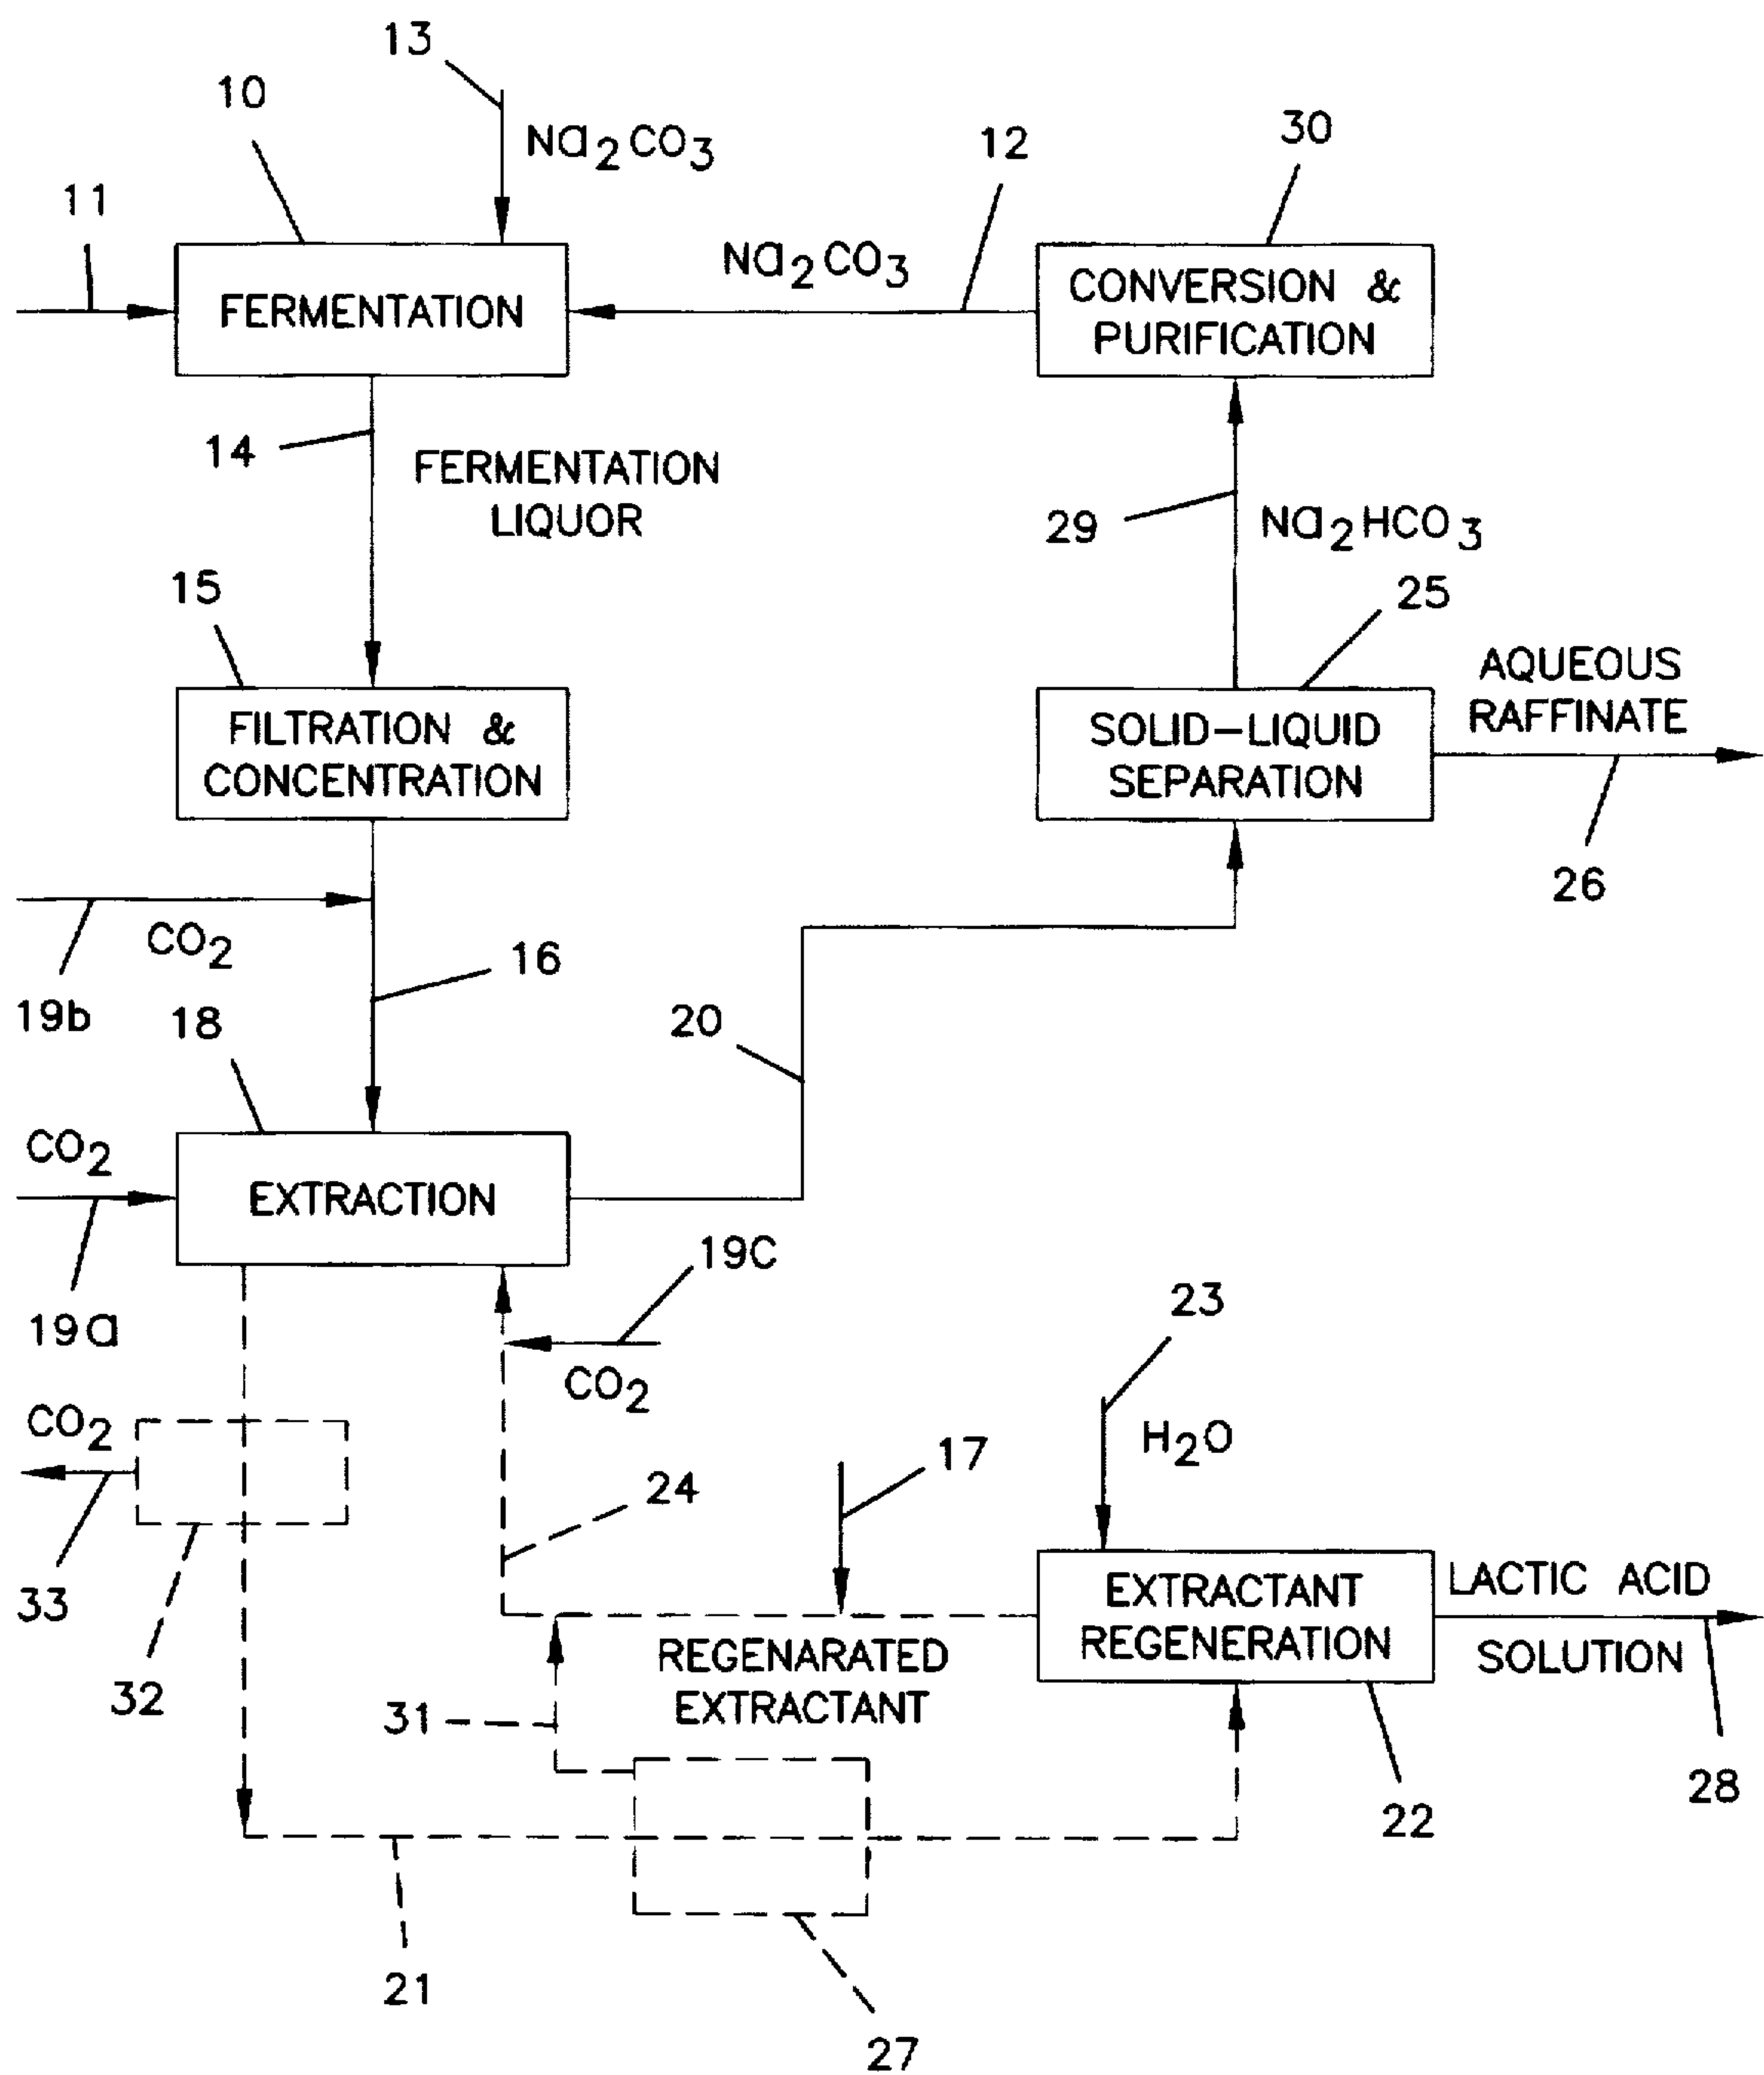 13
10
Na2CO3
12
30
11
Na2CO3
FERMENTATION
CONVERSION &
PURIFICATION
14
FERMENTATION
LIQUOR
29
Na2HCO3
15
25
AQUEOUS
RAFFINATE
FILTRATION &
CONCENTRATION
SOLID-LIQUID
SEPARATION
26
CO2
16
19b
18
20
CO2
EXTRACTION
19C
23
19a
CO2
CO2
H2O
17
24
33
EXTRACTANT
REGENERATION
LACTIC ACID
SOLUTION
REGENARATED
EXTRACTANT
32
31
28
22
21
27